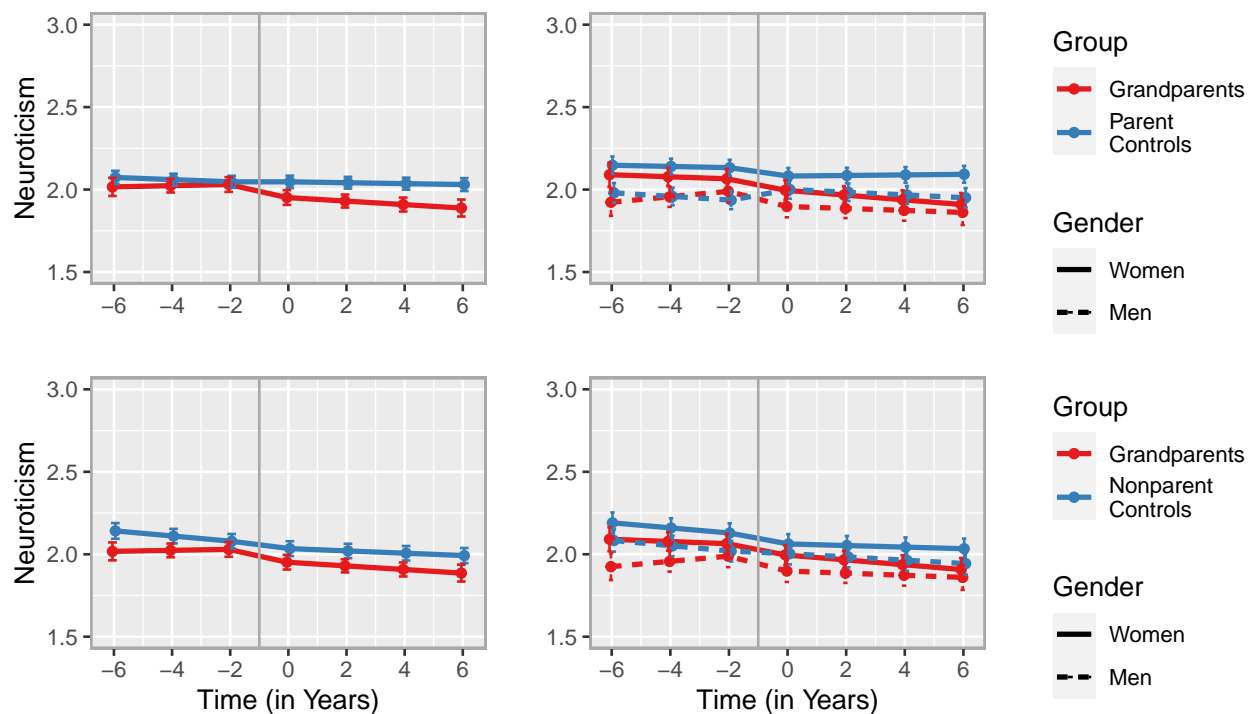 3.0
2.5
2.0
1.5
Neuroticism
−6 −4 −2 0 2 4 6
−6 −4 −2 0 2 4 6
3.0
2.5
2.0
1.5
Group
Grandparents
Parent
Controls
Gender
Women
Men
3.0
2.5
2.0
1.5
Neuroticism
−6 −4 −2 0 2 4 6
Time (in Years)
3.0
2.5
2.0
1.5
−6 −4 −2 0 2 4 6
Time (in Years)
Group
Grandparents
Nonparent
Controls
Gender
Women
Men